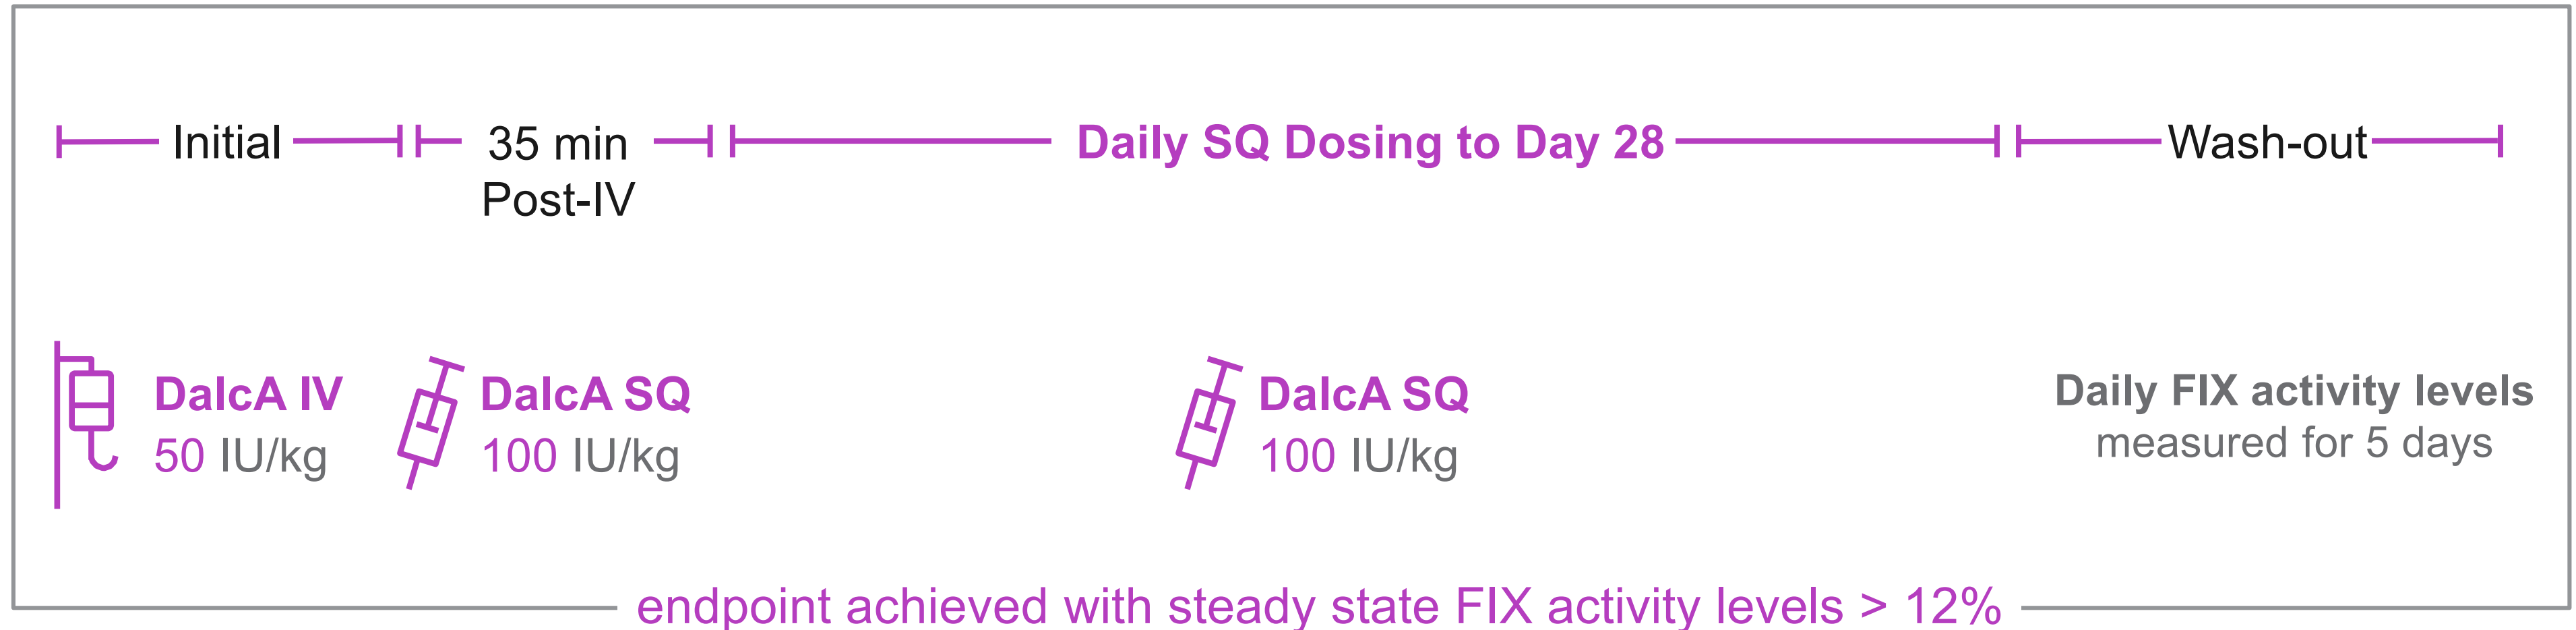 Initial
35 min
Post-IV
Daily SQ Dosing to Day 28
Wash-out
DalcA IV
50 IU/kg
DalcA SQ
100 IU/kg
DalcA SQ
100 IU/kg
Daily FIX activity levels
measured for 5 days
endpoint achieved with steady state FIX activity levels > 12%